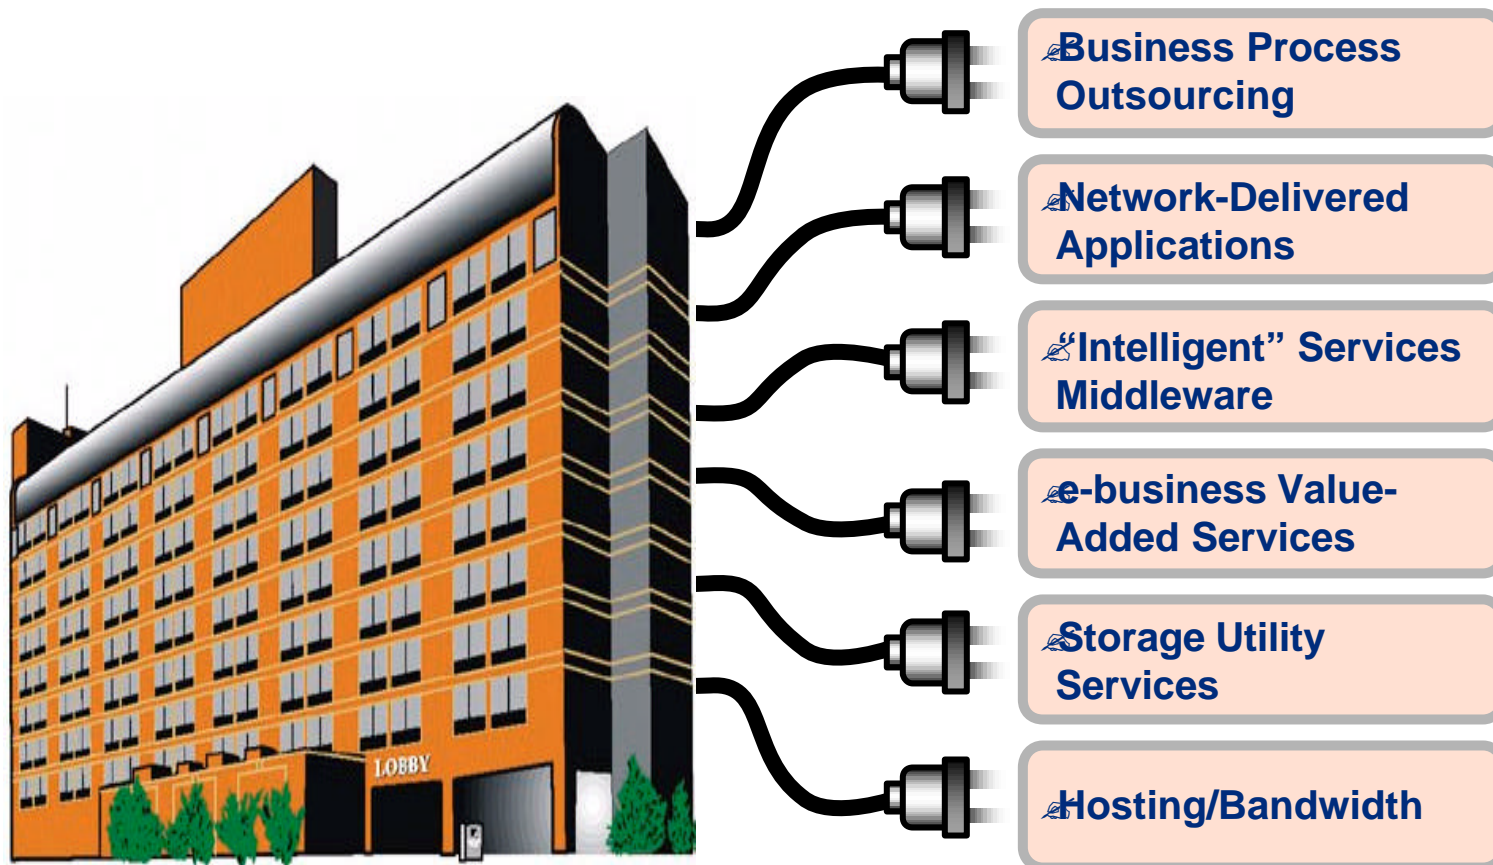 Business Process
Outsourcing
Network-Delivered
Applications
“Intelligent” Services
Middleware
e-business Value-
Added Services
Storage Utility
Services
Hosting/Bandwidth
LOBBY